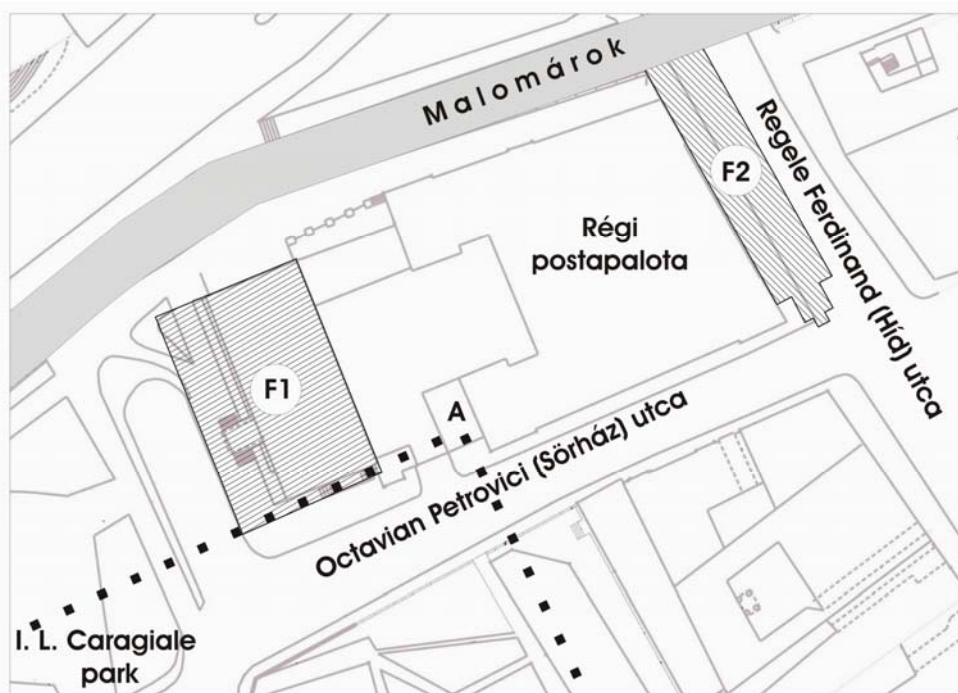 Malomárok
Regele Ferdinand (Híd) utca
F2
Régi
postapalota
F1
A
Octavian Petrovici (Sörház) utca
I. L. Caragiale
park